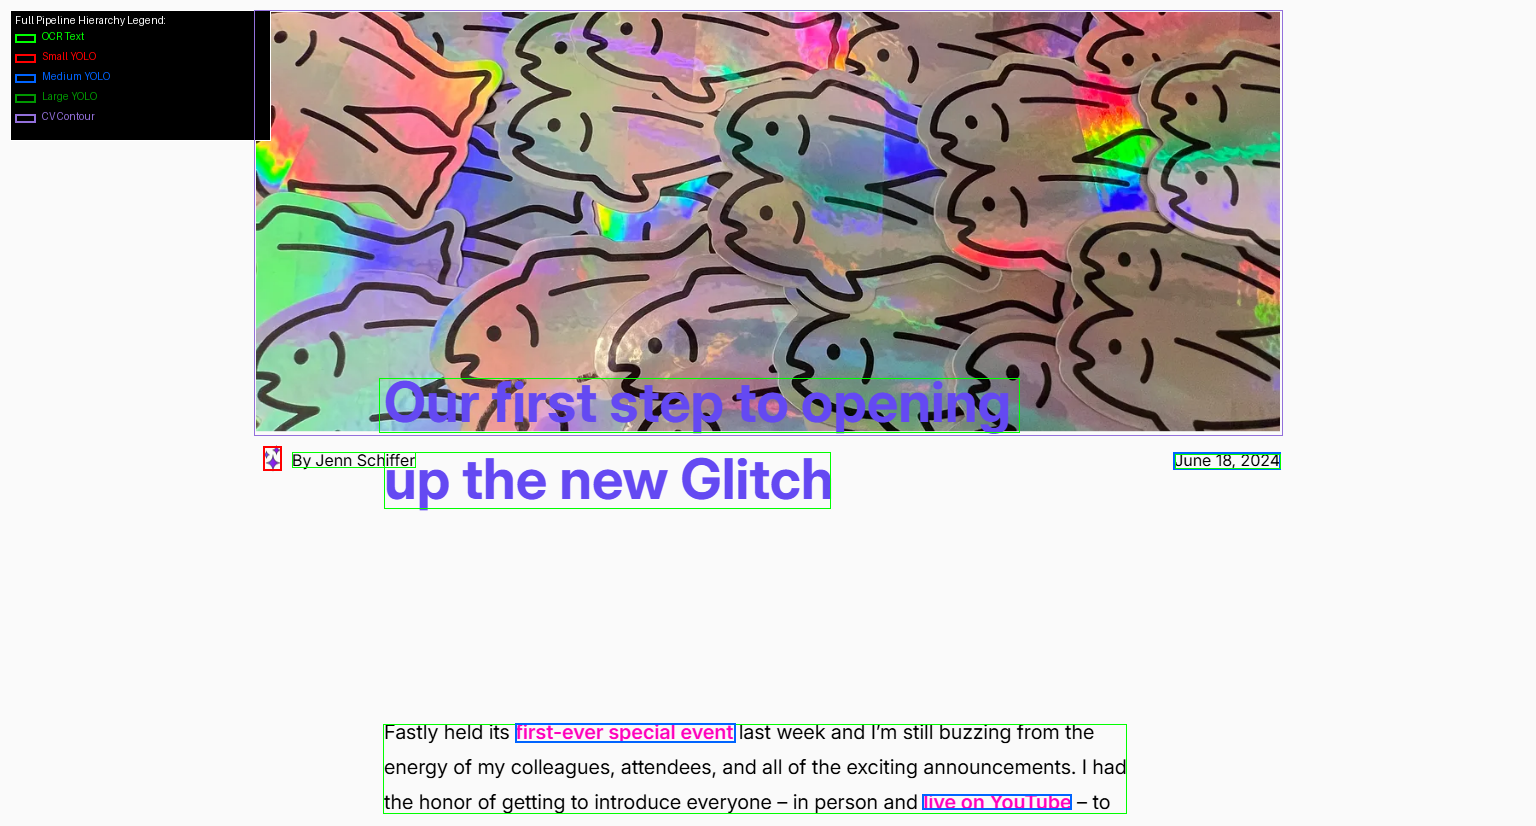 Full Pipeline Hierarchy Legend:
OCR Text
Small YOLO
Medium YOLO
Large YOLO
CV Contour
Our first step to opening
up the new Glitch
By Jenn Schiffer
June 18, 2024
Fastly held its first-ever special event last week and I’m still buzzing from the
energy of my colleagues, attendees, and all of the exciting announcements. I had
the honor of getting to introduce everyone – in person and live on YouTube – to